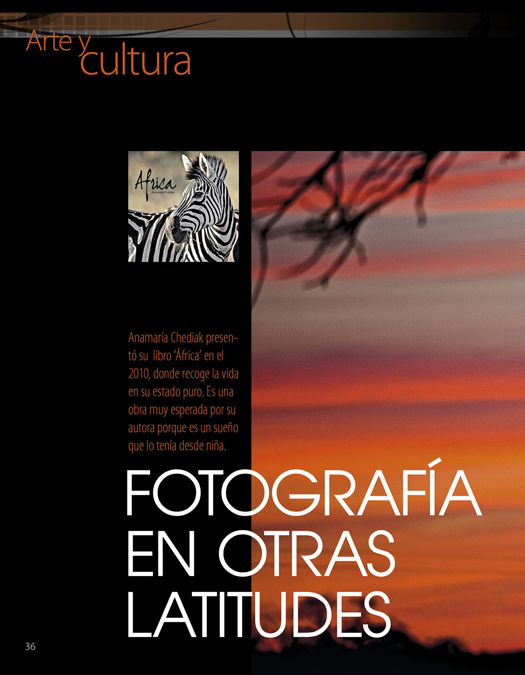 Arte y
cultura
África
Anamaría Chediak presen-
tó su libro ‘África’ en el
2010, donde recoge la vida
en su estado puro. Es una
obra muy esperada por su
autora porque es un sueño
que lo tenía desde niña.
FOTOGRAFÍA
EN OTRAS
LATITUDES
36